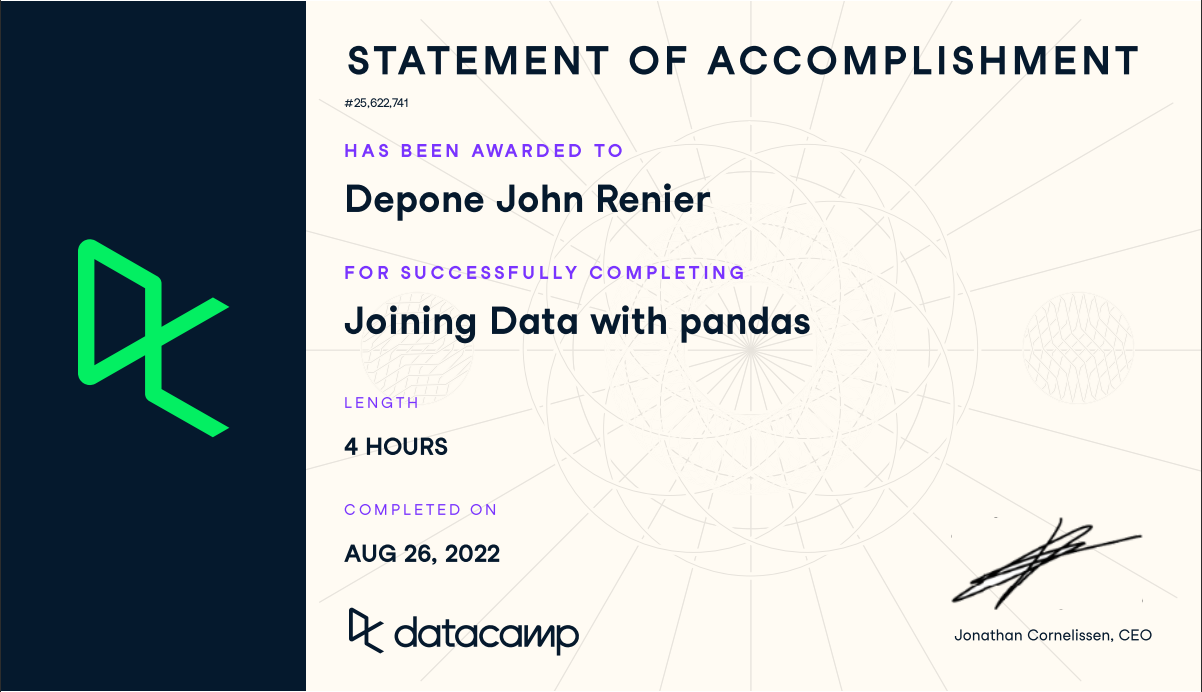 STATEMENT OF ACCOMPLISHMENT
#25,622,741
HAS BEEN AWARDED TO
Depone John Renier
FOR SUCCESSFULLY COMPLETING
Joining Data with pandas
LENGTH
4 HOURS
COMPLETED ON
AUG 26, 2022
datacamp
Jonathan Cornelissen, CEO